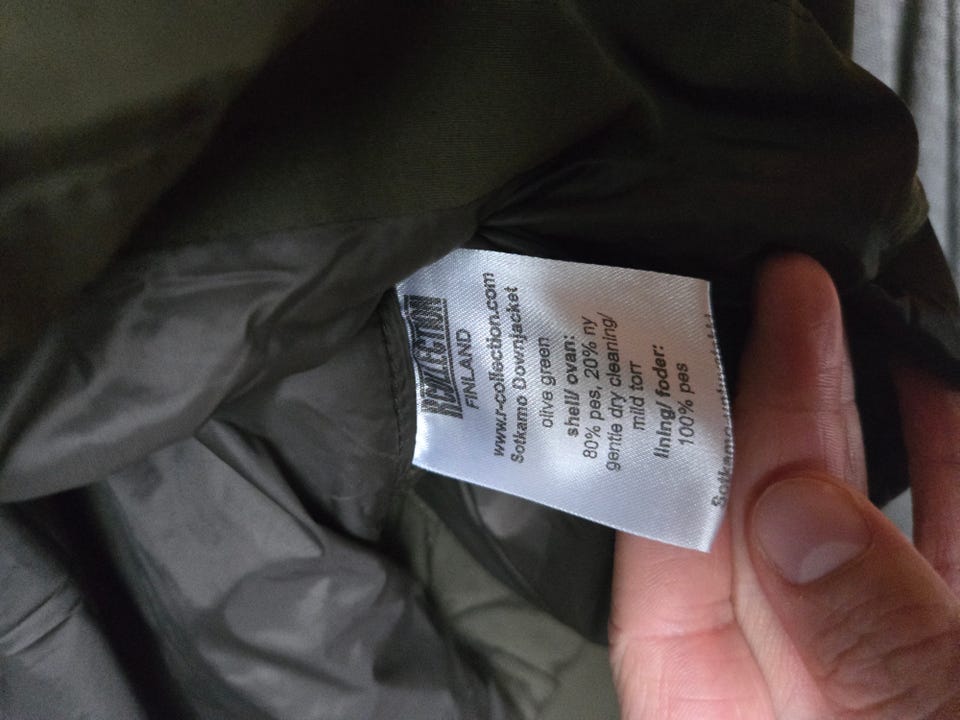 R-COLLECTION
FINLAND
www.r-collection.com
Sotkamo Downjacket
olive green
shell/ ovan:
80% pes, 20% ny
gentle dry cleaning/
mild torr
lining/ foder:
100% pes